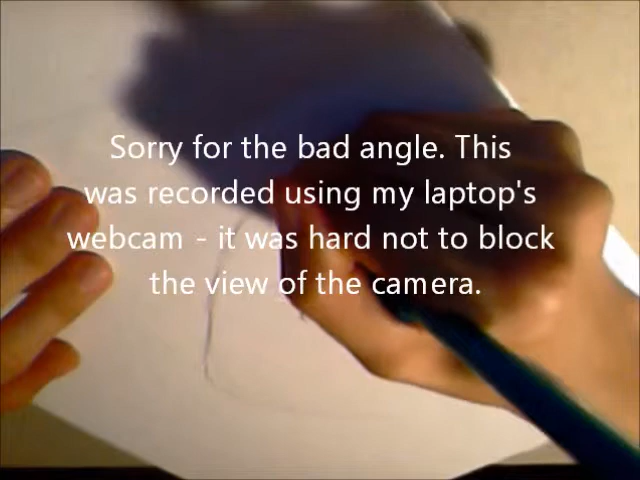 Sorry for the bad angle. This
was recorded using my laptop's
webcam - it was hard not to block
the view of the camera.